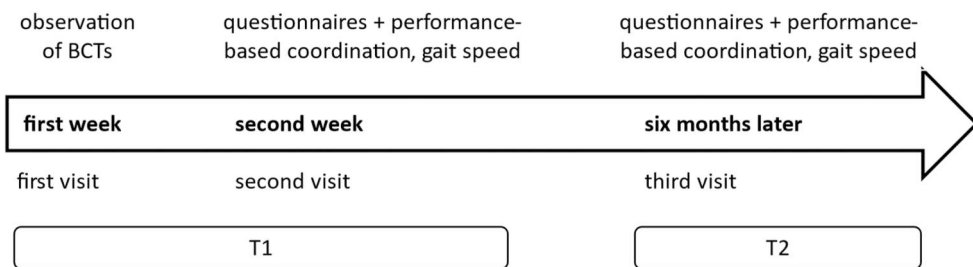 observation
of BCTs
questionnaires + performance-
based coordination, gait speed
questionnaires + performance-
based coordination, gait speed
first week
second week
six months later
first visit
second visit
third visit
T1
T2